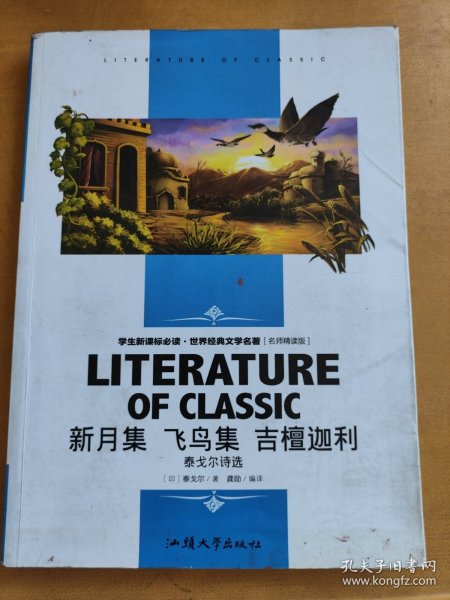 LITERATURE OF CLASSIC
学生新课标必读·世界经典文学名著[名师精读版]
LITERATURE
OF CLASSIC
新月集 飞鸟集 吉檀迦利
泰戈尔诗选
[印]泰戈尔/著 龚勋/编译
汕頭大學出版社
孔夫子旧书网
www.kongfz.com